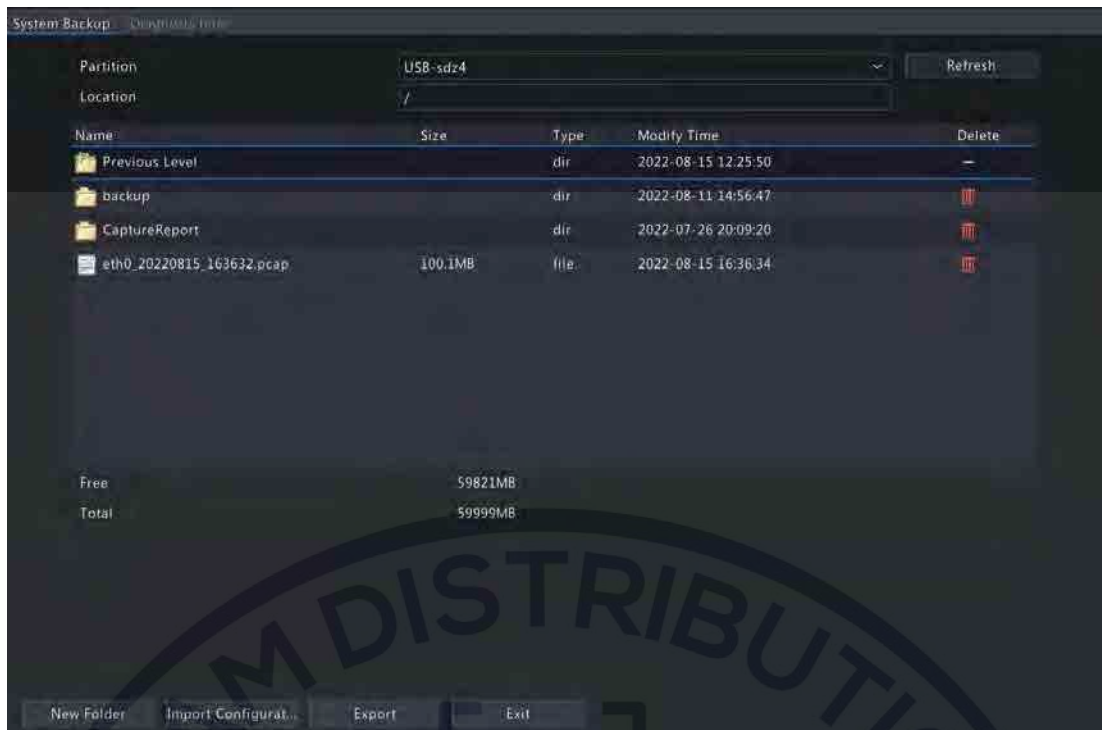 System Backup
Partition USB-sdz4 Refresh
Location /
Name Size Type Modify Time Delete
Previous Level dir 2022-08-15 12:25:50 –
backup dir 2022-08-11 14:56:47
CaptureReport dir 2022-07-26 20:09:20
eth0_20220815_163632.pcap 100.1MB file 2022-08-15 16:36:34
Free 59821MB
Total 59999MB
M DISTRIBUTI
New Folder Import Configurat... Export Exit